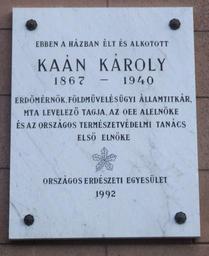 EBBEN A HÁZBAN ÉLT ÉS ALKOTOTT
KAÁN KÁROLY
1867 – 1940
ERDŐMÉRNÖK, FÖLDMŰVELÉSÜGYI ÁLLAMTITKÁR,
MTA LEVELEZŐ TAGJA, AZ OEE ALELNÖKE
ÉS AZ ORSZÁGOS TERMÉSZETVÉDELMI TANÁCS
ELSŐ ELNÖKE
ORSZÁGOS ERDÉSZETI EGYESÜLET
1992